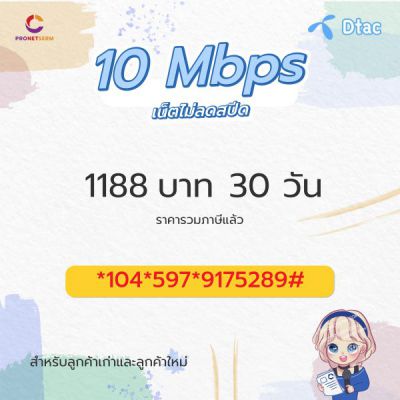 PRONETSERM
Dtac
10 Mbps
เน็ตไม่ลดสปีด
1188 บาท 30 วัน
ราคารวมภาษีแล้ว
*104*597*9175289#
สำหรับลูกค้าเก่าและลูกค้าใหม่